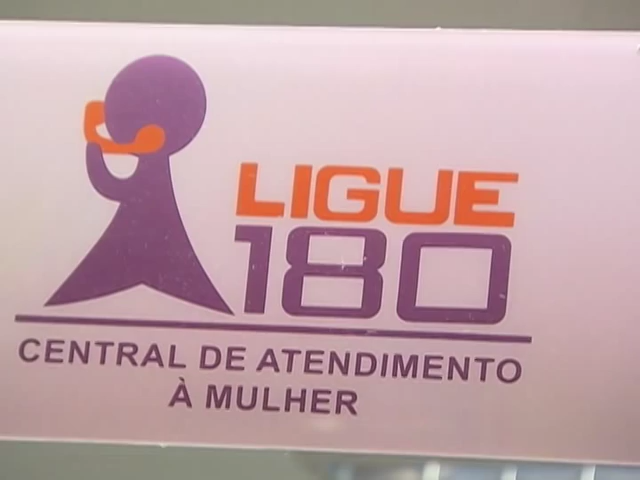 LIGUE
180
CENTRAL DE ATENDIMENTO
À MULHER